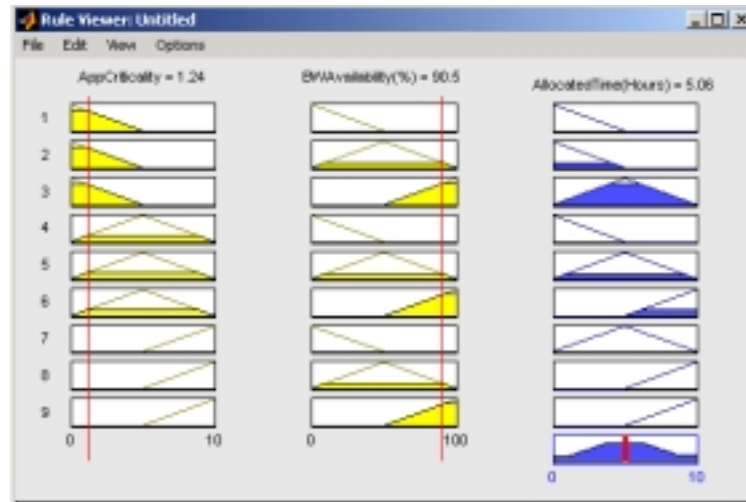 Rule Viewer: Untitled
File Edit View Options
AppCriticality = 1.24 BWAvailability(%) = 90.5 AllocatedTime(Hours) = 5.06
1
2
3
4
5
6
7
8
9
0 10 0 100
0 10